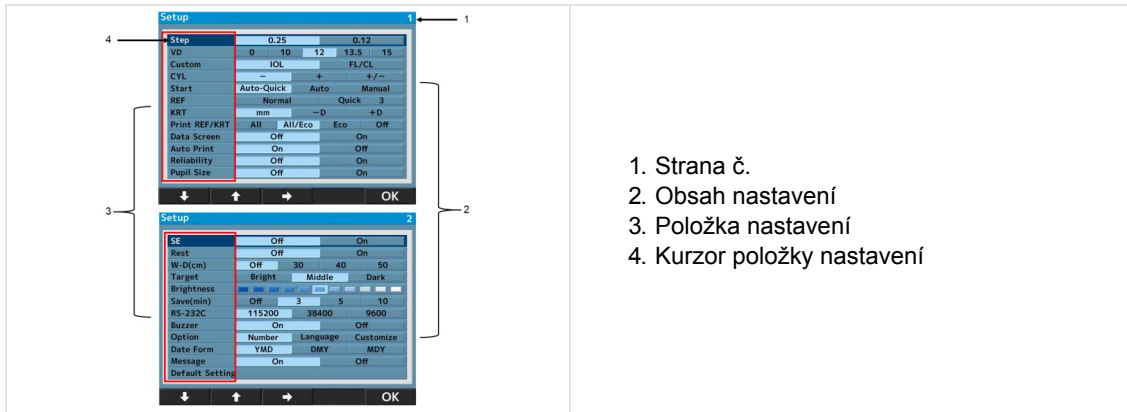 Setup 1
1
4
Step 0.25 0.12
VD 0 10 12 13.5 15
Custom IOL FL/CL
CYL − + +/−
Start Auto-Quick Auto Manual
REF Normal Quick 3
KRT mm −D +D
Print REF/KRT All All/Eco Eco Off
Data Screen Off On
Auto Print On Off
Reliability Off On
Pupil Size Off On
OK
3
2
Setup 2
SE Off On
Rest Off On
W-D(cm) Off 30 40 50
Target Bright Middle Dark
Brightness
Save(min) Off 3 5 10
RS-232C 115200 38400 9600
Buzzer On Off
Option Number Language Customize
Date Form YMD DMY MDY
Message On Off
Default Setting
OK
1. Strana č.
2. Obsah nastavení
3. Položka nastavení
4. Kurzor položky nastavení